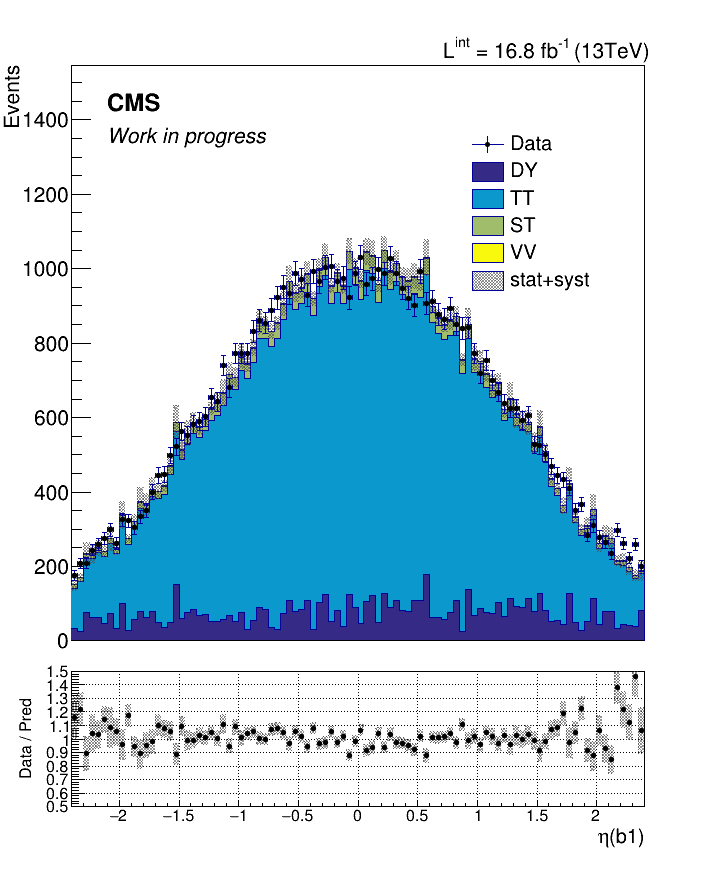 L^int = 16.8 fb^-1 (13TeV)
Events
CMS
Work in progress
Data
DY
TT
ST
VV
stat+syst
1400
1200
1000
800
600
400
200
0
Data / Pred
1.5
1.4
1.3
1.2
1.1
1
0.9
0.8
0.7
0.6
0.5
−2 −1.5 −1 −0.5 0 0.5 1 1.5 2
η(b1)